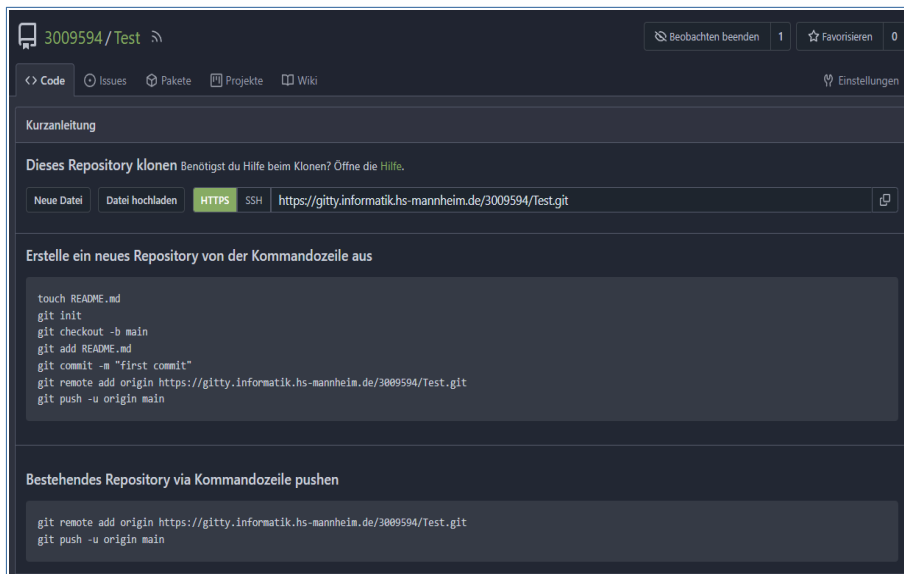 3009594/Test
Beobachten beenden 1 Favorisieren 0
Code Issues Pakete Projekte Wiki Einstellungen
Kurzanleitung
Dieses Repository klonen Benötigst du Hilfe beim Klonen? Öffne die Hilfe.
Neue Datei Datei hochladen HTTPS SSH https://gitty.informatik.hs-mannheim.de/3009594/Test.git
Erstelle ein neues Repository von der Kommandozeile aus
touch README.md
git init
git checkout -b main
git add README.md
git commit -m "first commit"
git remote add origin https://gitty.informatik.hs-mannheim.de/3009594/Test.git
git push -u origin main
Bestehendes Repository via Kommandozeile pushen
git remote add origin https://gitty.informatik.hs-mannheim.de/3009594/Test.git
git push -u origin main